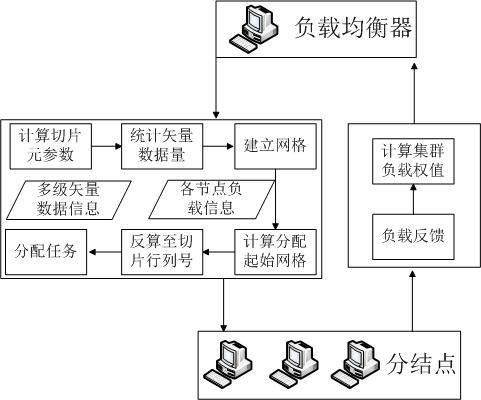 负载均衡器
计算切片
元参数
统计矢量
数据量
建立网格
多级矢量
数据信息
各节点负
载信息
分配任务
反算至切
片行列号
计算分配
起始网格
计算集群
负载权值
负载反馈
分结点